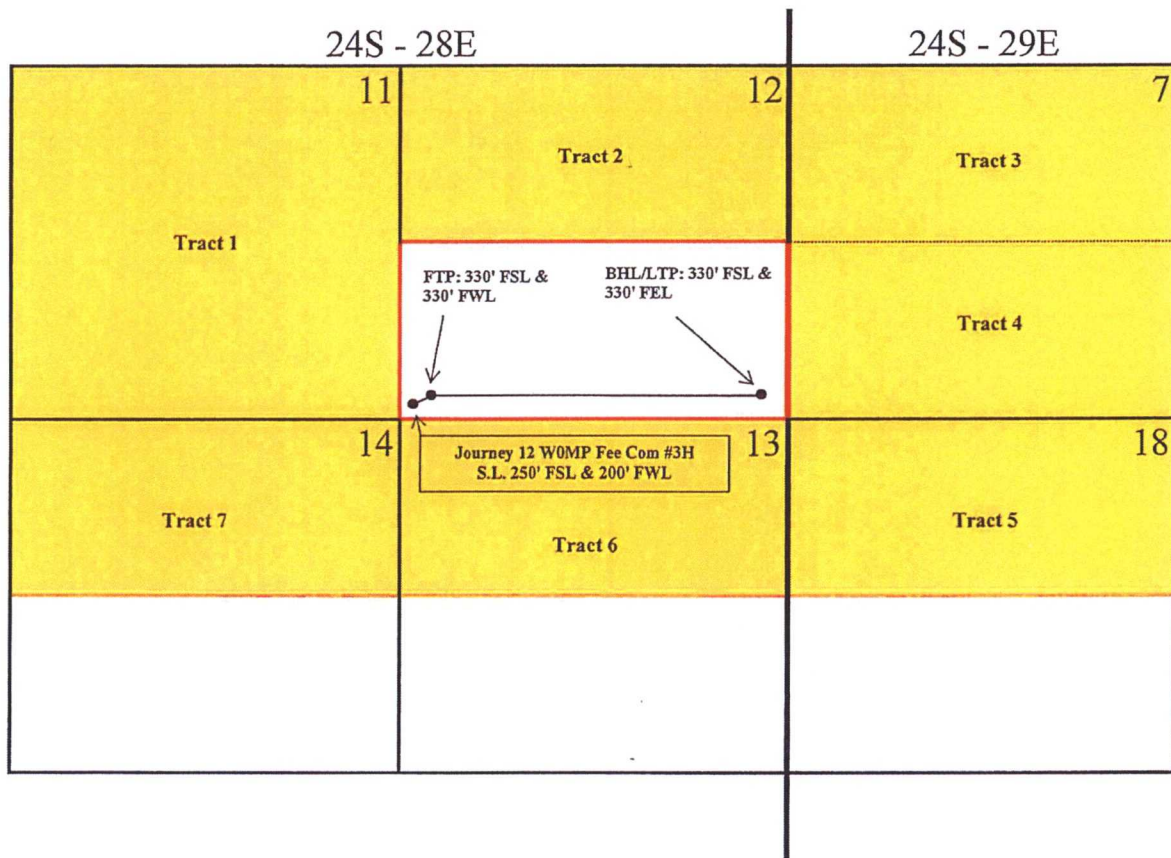 24S - 28E
24S - 29E
11
12
7
Tract 1
Tract 2
Tract 3
FTP: 330' FSL &
330' FWL
BHL/LTP: 330' FSL &
330' FEL
Tract 4
14
13
18
Journey 12 W0MP Fee Com #3H
S.L. 250' FSL & 200' FWL
Tract 7
Tract 6
Tract 5